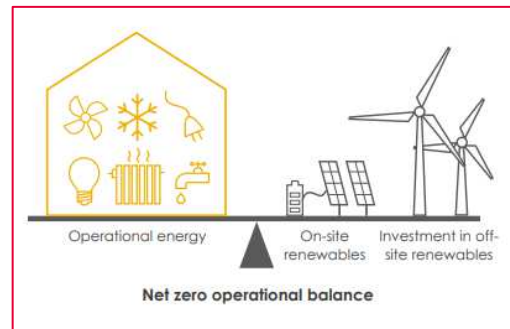 Operational energy
On-site
renewables
Investment in off-
site renewables
Net zero operational balance